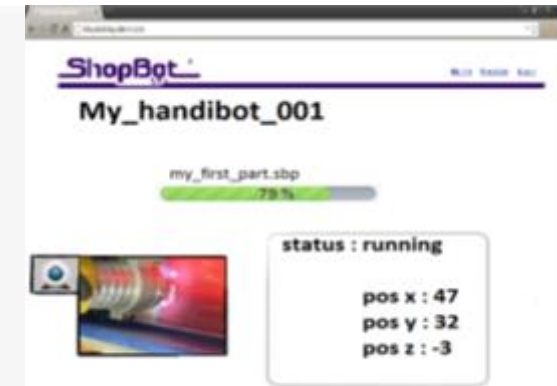 ShopBot
My_handibot_001
my_first_part.sbp
79 %
status : running
pos x : 47
pos y : 32
pos z : -3